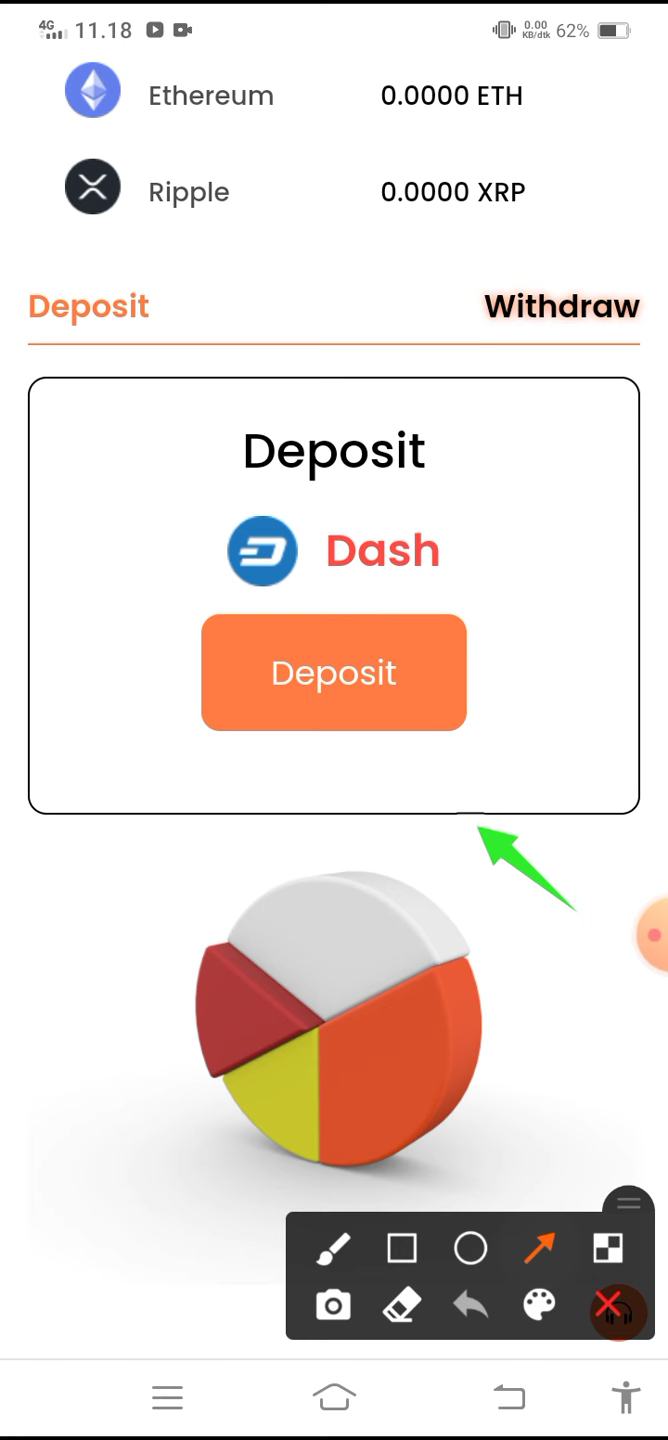 4G 11.18 0.00 KB/dtk 62%
Ethereum 0.0000 ETH
Ripple 0.0000 XRP
Deposit Withdraw
Deposit
Dash
Deposit